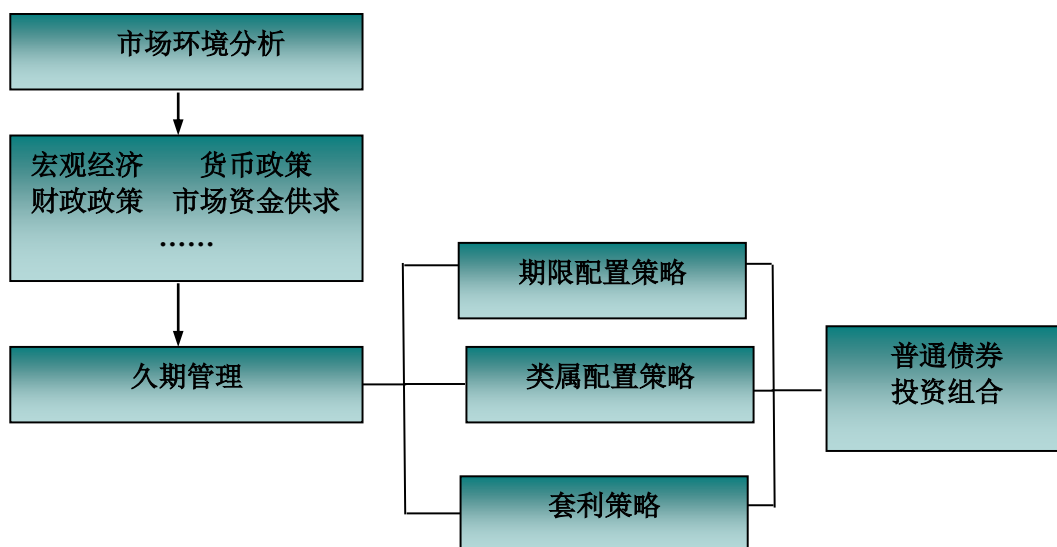 市场环境分析
宏观经济 货币政策
财政政策 市场资金供求
……
久期管理
期限配置策略
类属配置策略
套利策略
普通债券
投资组合